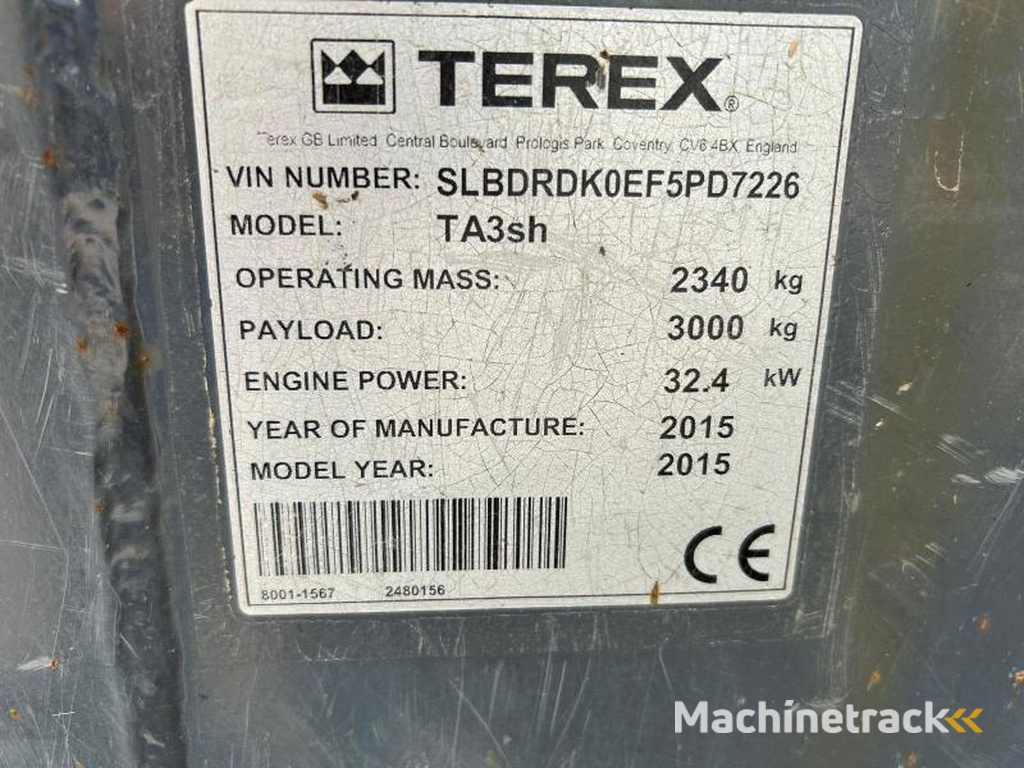 TEREX®
Terex GB Limited Central Boulevard Prologis Park Coventry CV6 4BX England
VIN NUMBER: SLBDRDK0EF5PD7226
MODEL: TA3sh
OPERATING MASS: 2340 kg
PAYLOAD: 3000 kg
ENGINE POWER: 32.4 kW
YEAR OF MANUFACTURE: 2015
MODEL YEAR: 2015
CE
8001-1567 2480156
Machinetrack